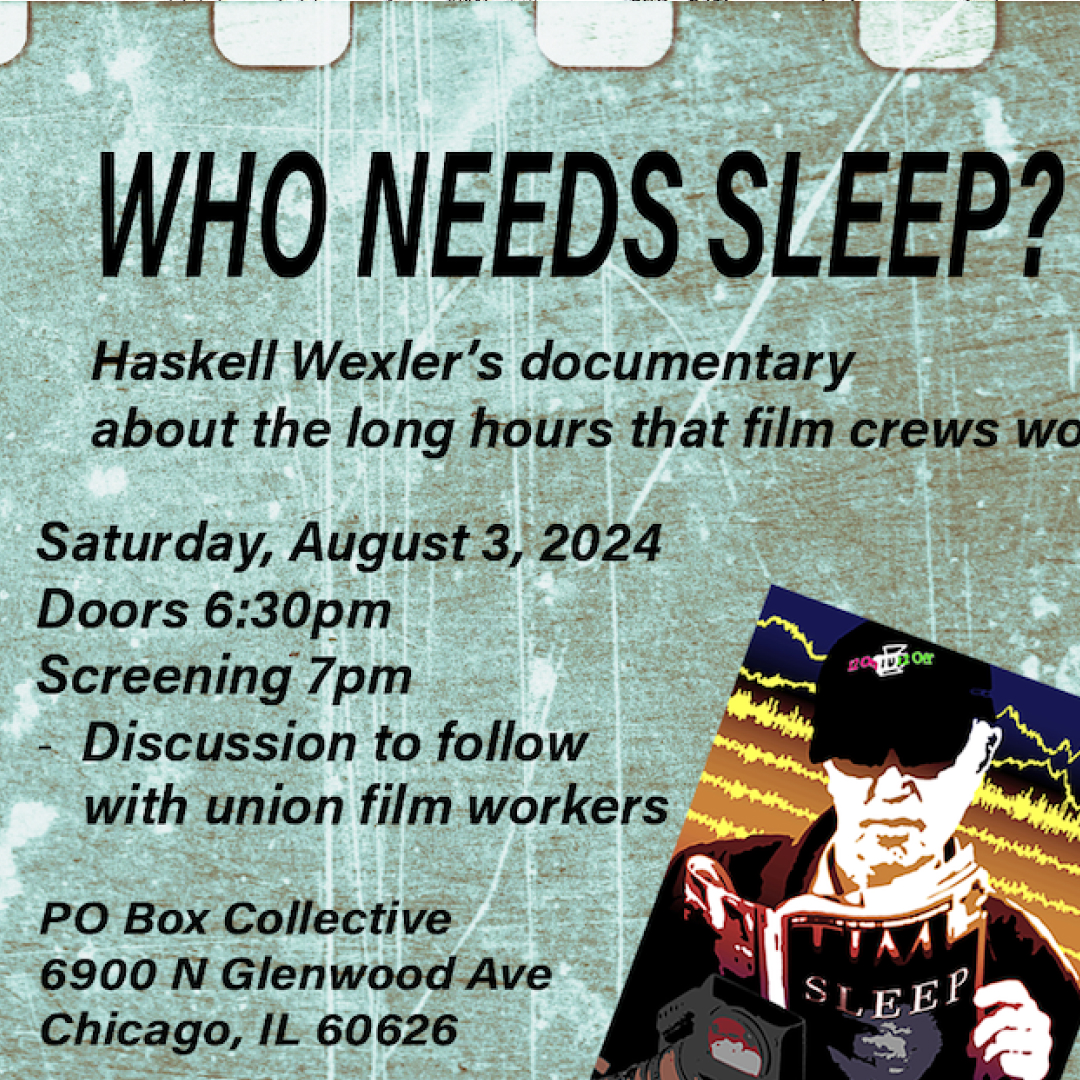 WHO NEEDS SLEEP?
Haskell Wexler’s documentary
about the long hours that film crews wo
Saturday, August 3, 2024
Doors 6:30pm
Screening 7pm
- Discussion to follow
with union film workers
PO Box Collective
6900 N Glenwood Ave
Chicago, IL 60626
SLEEP